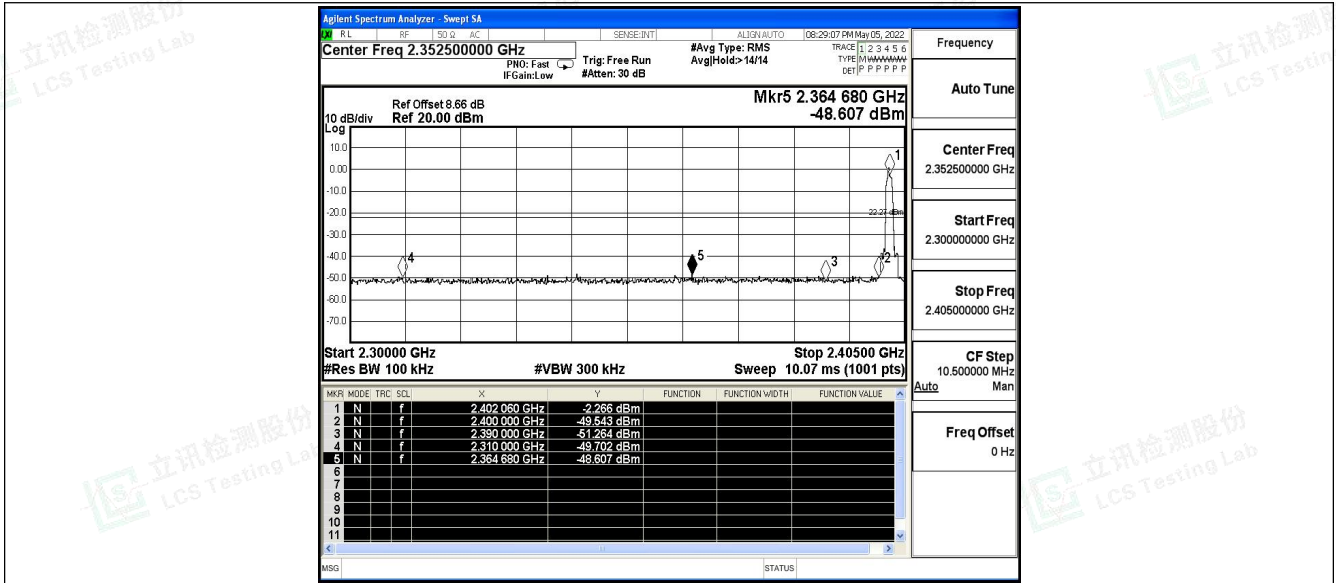 Agilent Spectrum Analyzer - Swept SA
LXI RL RF 50 Ω AC SENSE:INT ALIGN AUTO 08:29:07 PM May 05, 2022
Center Freq 2.352500000 GHz
PNO: Fast
IFGain:Low
Trig: Free Run
#Atten: 30 dB
#Avg Type: RMS
Avg|Hold:> 14/14
TRACE 1 2 3 4 5 6
TYPE M
DET P P P P P P
Ref Offset 8.66 dB
10 dB/div Ref 20.00 dBm
Log
Mkr5 2.364 680 GHz
-48.607 dBm
10.0
0.00
-10.0
-20.0
-30.0
-40.0
-50.0
-60.0
-70.0
1
-22.27 dBm
4
5
3
2
Start 2.30000 GHz Stop 2.40500 GHz
#Res BW 100 kHz #VBW 300 kHz Sweep 10.07 ms (1001 pts)
MKR MODE TRC SCL X Y FUNCTION FUNCTION WIDTH FUNCTION VALUE
1 N f 2.402 060 GHz -2.266 dBm
2 N f 2.400 000 GHz -49.543 dBm
3 N f 2.390 000 GHz -51.264 dBm
4 N f 2.310 000 GHz -49.702 dBm
5 N f 2.364 680 GHz -48.607 dBm
6
7
8
9
10
11
MSG STATUS
Frequency
Auto Tune
Center Freq
2.352500000 GHz
Start Freq
2.300000000 GHz
Stop Freq
2.405000000 GHz
CF Step
10.500000 MHz
Auto Man
Freq Offset
0 Hz
立讯检测股份
LCS Testing Lab
立讯检测股份
LCS Testing Lab
立讯检测股份
LCS Testing Lab
立讯检测股份
LCS Testing Lab